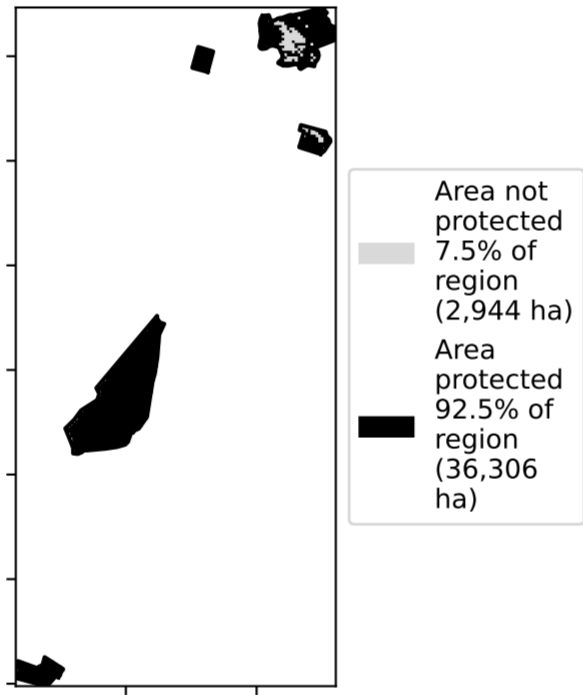 Area not
protected
7.5% of
region
(2,944 ha)
Area
protected
92.5% of
region
(36,306
ha)